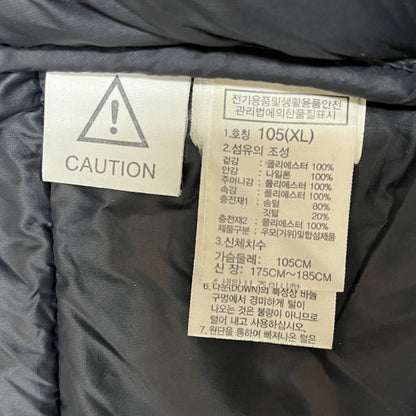 CAUTION
전기용품및생활용품안전
관리법에의한품질표시
1.호칭 105(XL)
2.섬유의 조성
겉감 : 폴리에스터 100%
안감 : 나일론 100%
주머니감 : 폴리에스터 100%
속감 : 폴리에스터 100%
충전재1 : 솜털 80%
깃털 20%
충전재2 : 폴리에스터 100%
제품구분 : 우모(거위)및합섬제품
3.신체치수
가슴둘레: 105CM
신 장: 175CM~185CM
6.다운(DOWN)의 특성상 바늘
구멍에서 경미하게 털이
나오는 것은 불량이 아니므로
털이 내어 사용하십시오.
7.원단을 통하여 빠져나온 털은